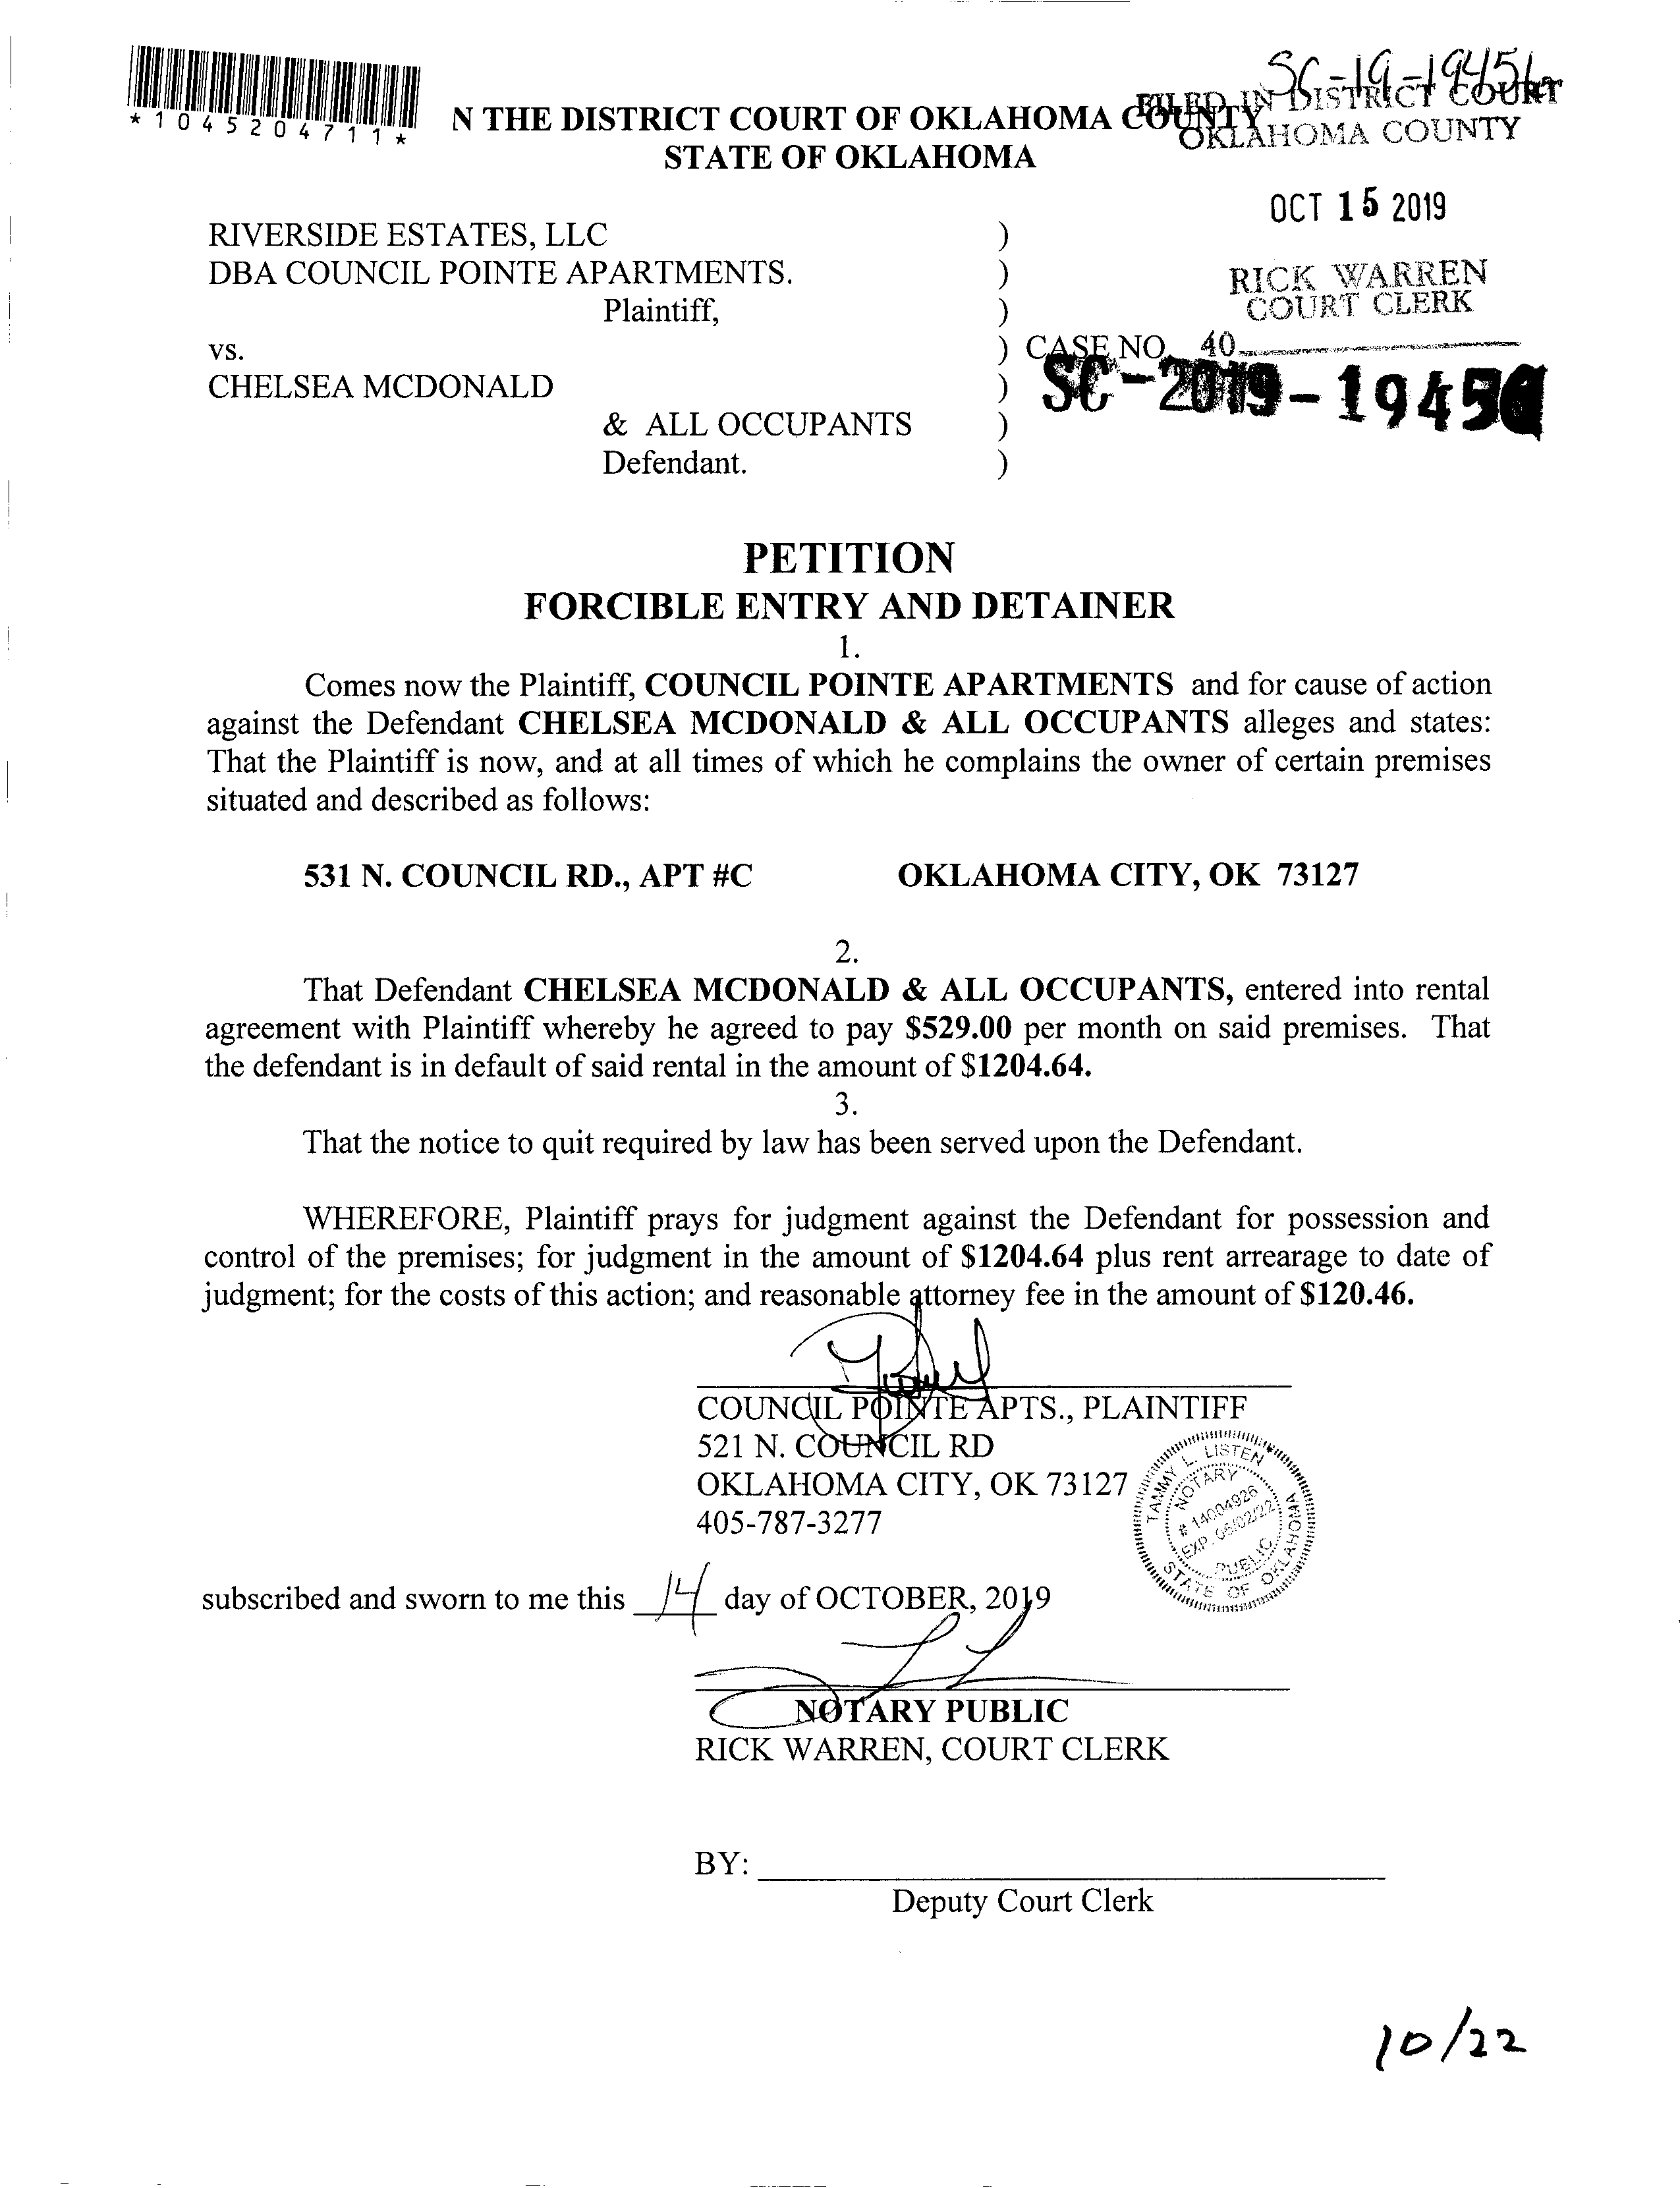 SC-19-19456
*1045204711*
N THE DISTRICT COURT OF OKLAHOMA COUNTY
STATE OF OKLAHOMA
FILED IN DISTRICT COURT
OKLAHOMA COUNTY
OCT 15 2019
RICK WARREN
COURT CLERK
40
RIVERSIDE ESTATES, LLC )
DBA COUNCIL POINTE APARTMENTS. )
Plaintiff, )
vs. ) CASE NO.
SC-2019-19456
CHELSEA MCDONALD )
& ALL OCCUPANTS )
Defendant. )
PETITION
FORCIBLE ENTRY AND DETAINER
1.
Comes now the Plaintiff, COUNCIL POINTE APARTMENTS and for cause of action
against the Defendant CHELSEA MCDONALD & ALL OCCUPANTS alleges and states:
That the Plaintiff is now, and at all times of which he complains the owner of certain premises
situated and described as follows:
531 N. COUNCIL RD., APT #C OKLAHOMA CITY, OK 73127
2.
That Defendant CHELSEA MCDONALD & ALL OCCUPANTS, entered into rental
agreement with Plaintiff whereby he agreed to pay $529.00 per month on said premises. That
the defendant is in default of said rental in the amount of $1204.64.
3.
That the notice to quit required by law has been served upon the Defendant.
WHEREFORE, Plaintiff prays for judgment against the Defendant for possession and
control of the premises; for judgment in the amount of $1204.64 plus rent arrearage to date of
judgment; for the costs of this action; and reasonable attorney fee in the amount of $120.46.
COUNCIL POINTE APTS., PLAINTIFF
521 N. COUNCIL RD
OKLAHOMA CITY, OK 73127
405-787-3277
TAMMY L. LISTEN
NOTARY
# 14004926
EXP. 06/02/22
PUBLIC
STATE OF OKLAHOMA
subscribed and sworn to me this 14 day of OCTOBER, 2019
NOTARY PUBLIC
RICK WARREN, COURT CLERK
BY:
Deputy Court Clerk
10/22